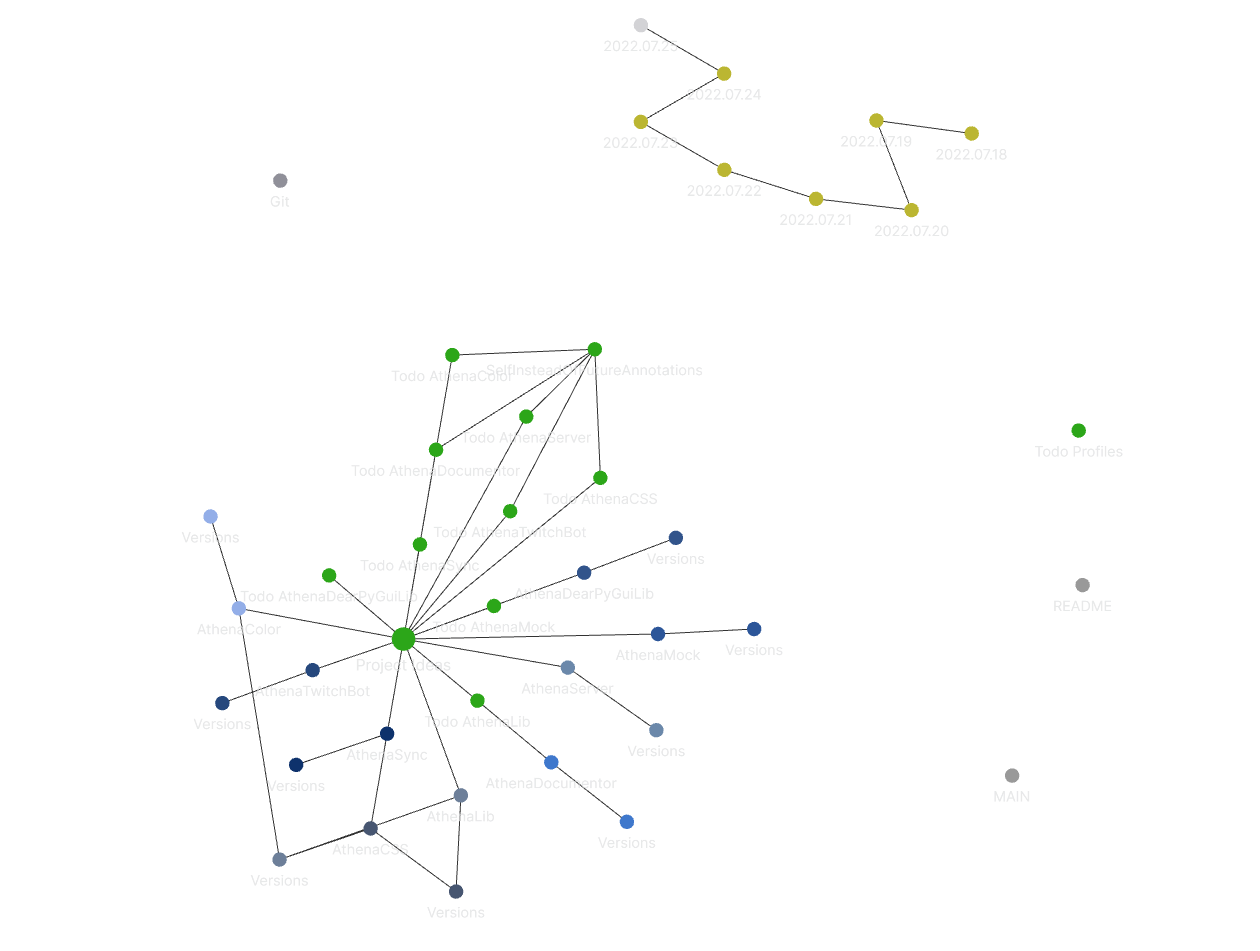 2022.07.25
2022.07.24
2022.07.23
2022.07.19
2022.07.18
2022.07.22
Git
2022.07.21
2022.07.20
Todo AthenaColor
SelfInsteadOfFutureAnnotations
Todo AthenaServer
Todo Profiles
Todo AthenaDocumentor
Todo AthenaCSS
Todo AthenaTwitchBot
Versions
Versions
Todo AthenaSync
Todo AthenaDearPyGuiLib
AthenaDearPyGuiLib
README
AthenaColor
Todo AthenaMock
AthenaMock
Versions
Project Ideas
AthenaTwitchBot
AthenaServer
Versions
Todo AthenaLib
AthenaSync
Versions
Versions
AthenaDocumentor
MAIN
AthenaLib
Versions
AthenaCSS
Versions
Versions